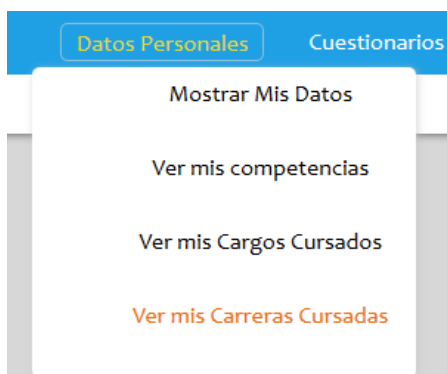 Datos Personales Cuestionarios
Mostrar Mis Datos
Ver mis competencias
Ver mis Cargos Cursados
Ver mis Carreras Cursadas